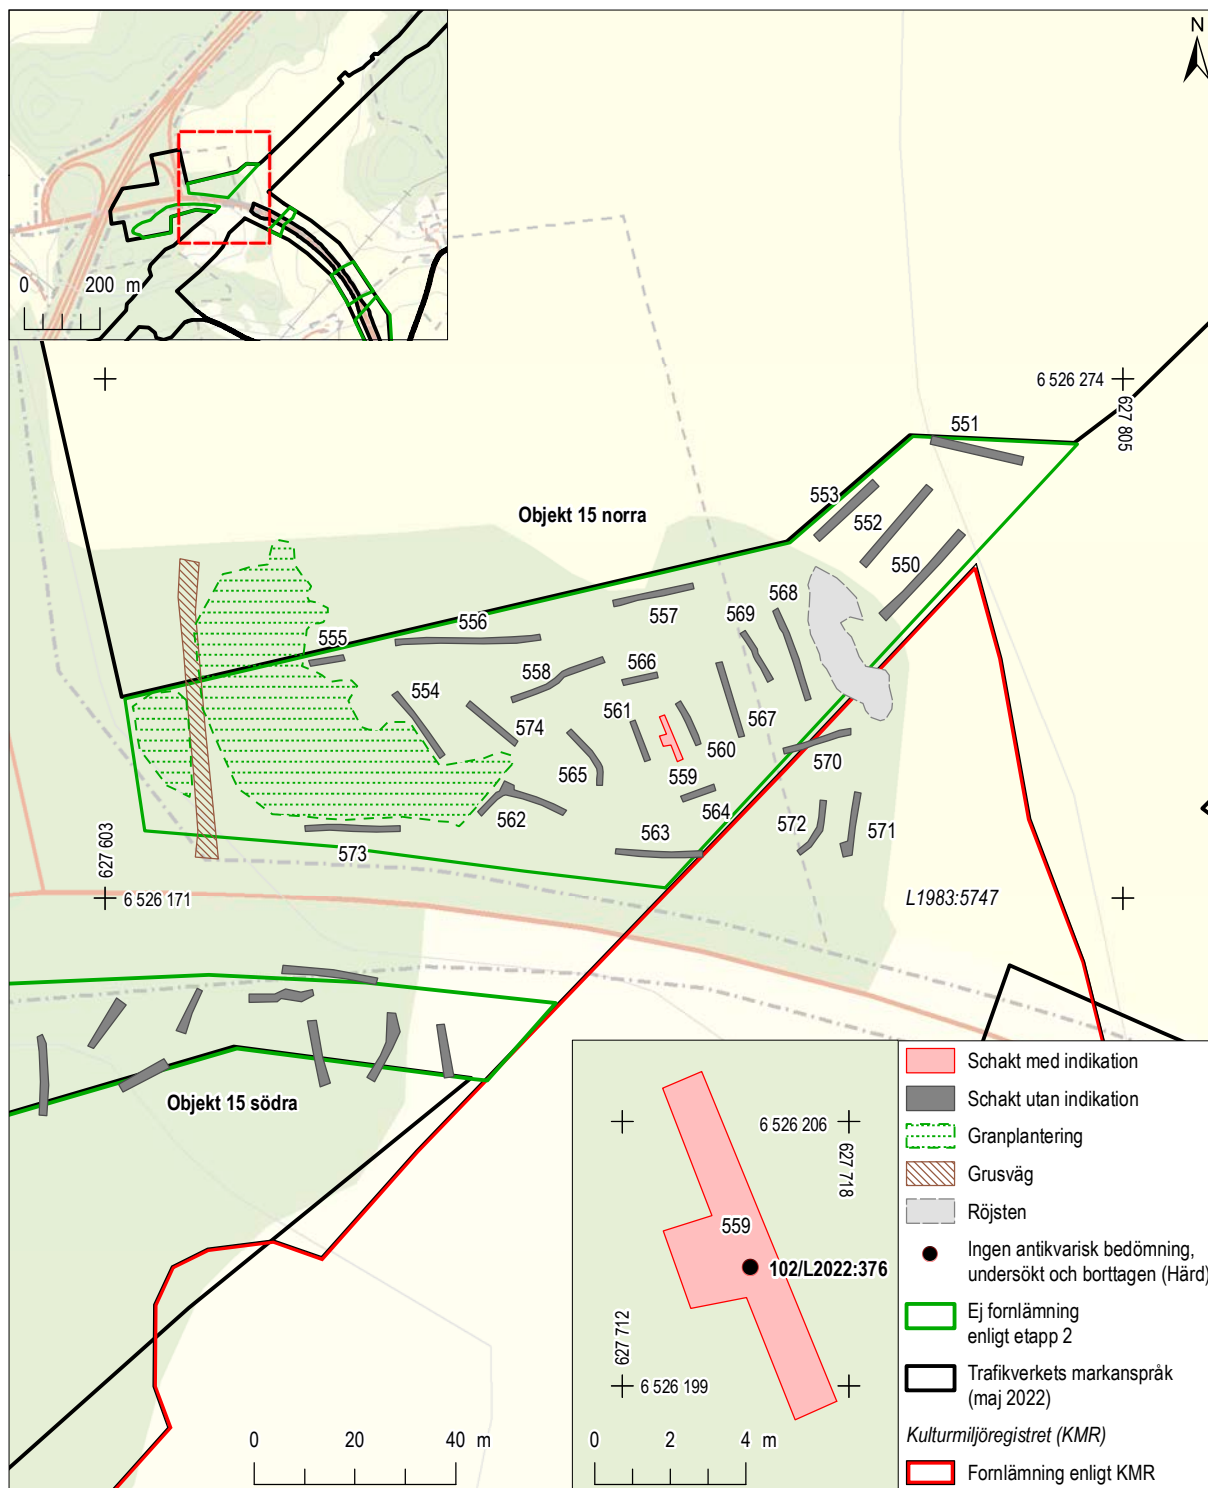 N
0 200 m
6 526 274
627 805
551
553
552
Objekt 15 norra
550
568
557
569
556
555
566
558
554
561
567
574
560
565
559
570
564
562
572
571
563
573
627 603
6 526 171
L1983:5747
Objekt 15 södra
6 526 206
627 718
559
102/L2022:376
627 712
6 526 199
0 20 40 m
0 2 4 m
Schakt med indikation
Schakt utan indikation
Granplantering
Grusväg
Röjsten
Ingen antikvarisk bedömning,
undersökt och borttagen (Härd)
Ej fornlämning
enligt etapp 2
Trafikverkets markanspråk
(maj 2022)
Kulturmiljöregistret (KMR)
Fornlämning enligt KMR